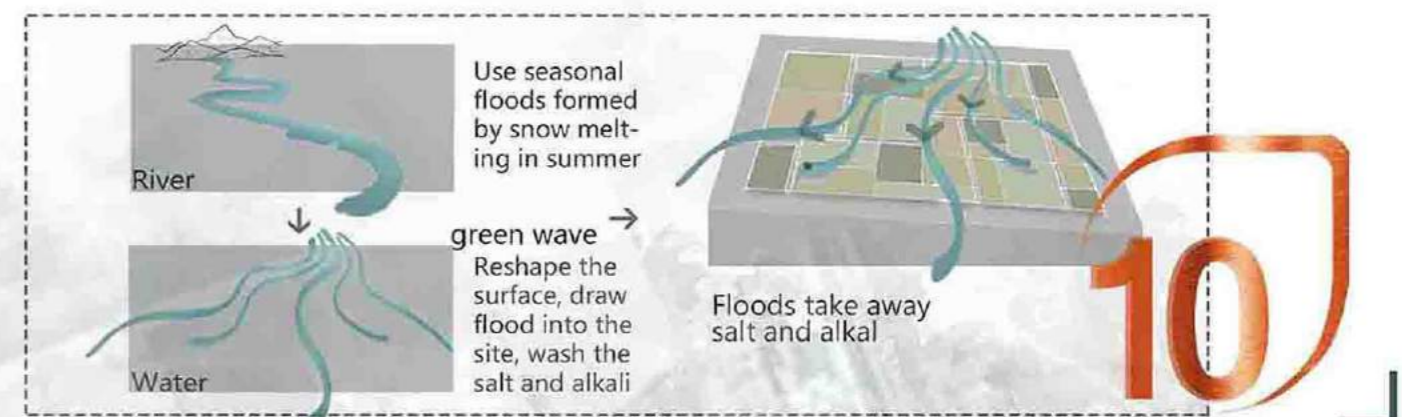 Use seasonal
floods formed
by snow melt-
ing in summer
River
green wave
Reshape the
surface, draw
flood into the
site, wash the
salt and alkali
Water
Floods take away
salt and alkal
10